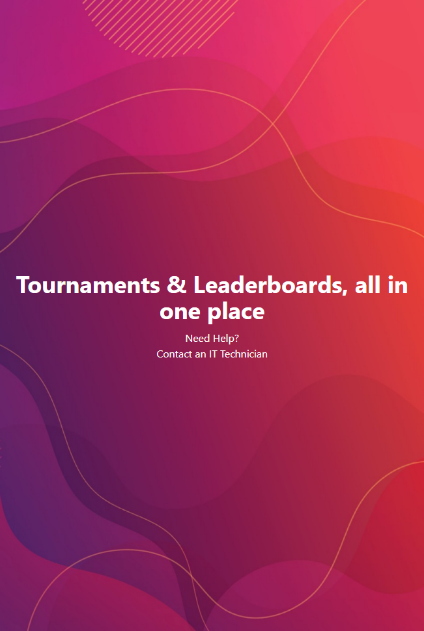 Tournaments & Leaderboards, all in
one place
Need Help?
Contact an IT Technician